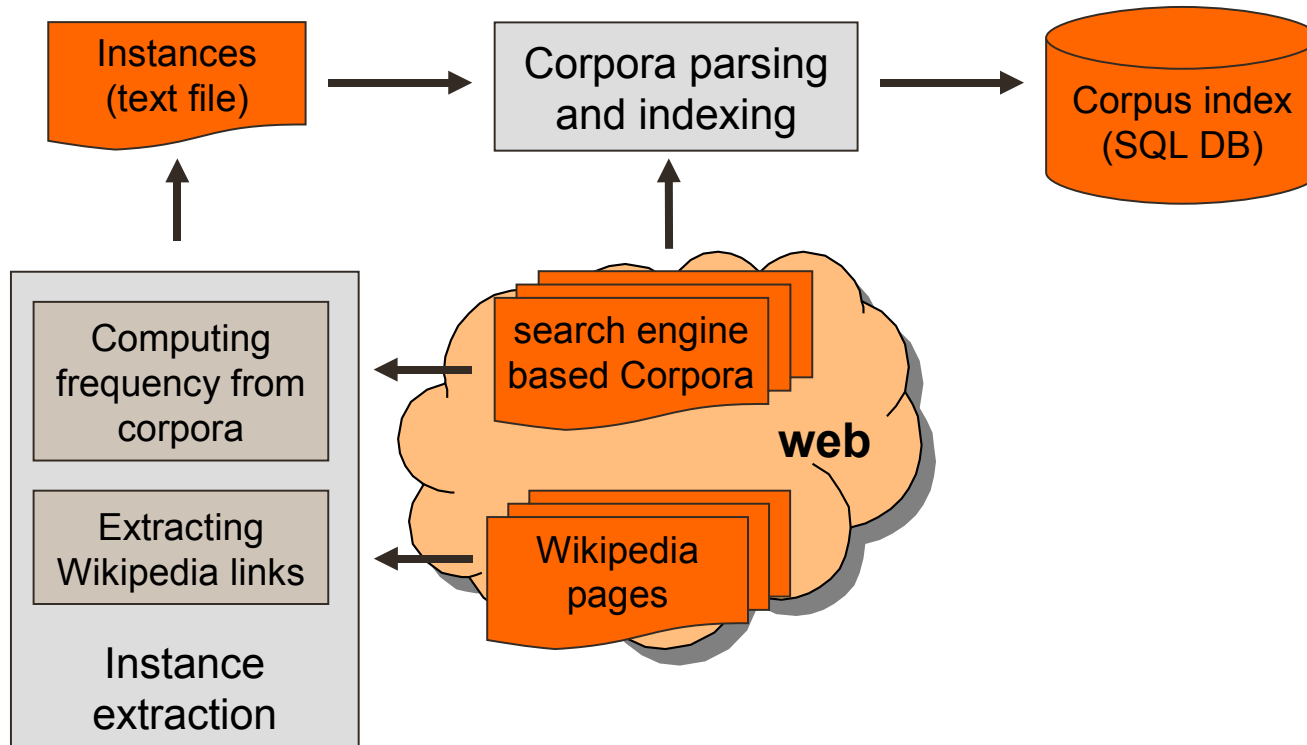 Instances
(text file)
Corpora parsing
and indexing
Corpus index
(SQL DB)
Computing
frequency from
corpora
Extracting
Wikipedia links
Instance
extraction
search engine
based Corpora
web
Wikipedia
pages